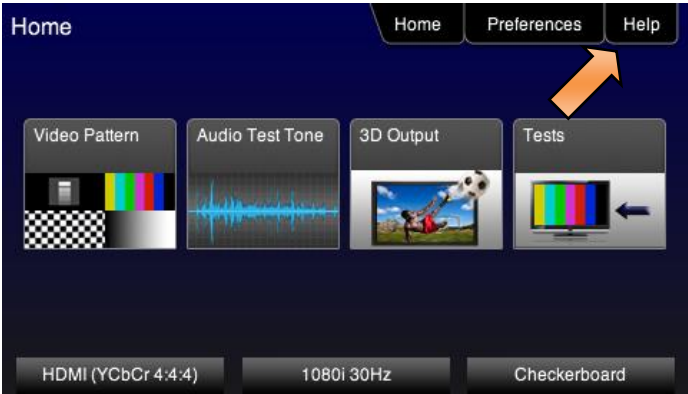 Home
Home
Preferences
Help
Video Pattern
Audio Test Tone
3D Output
Tests
HDMI (YCbCr 4:4:4)
1080i 30Hz
Checkerboard